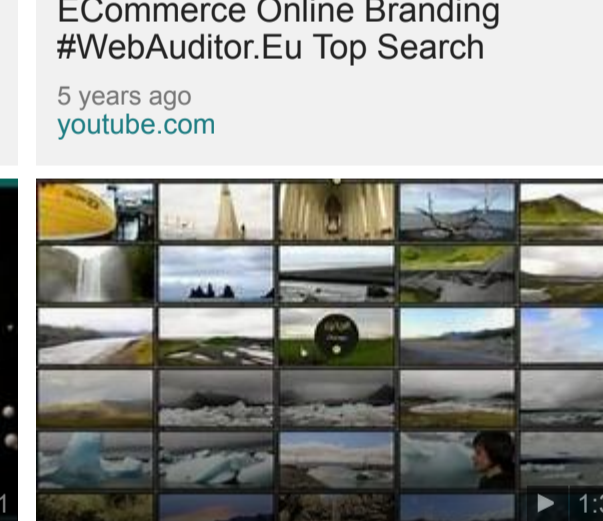 ECommerce Online Branding
#WebAuditor.Eu Top Search
5 years ago
youtube.com